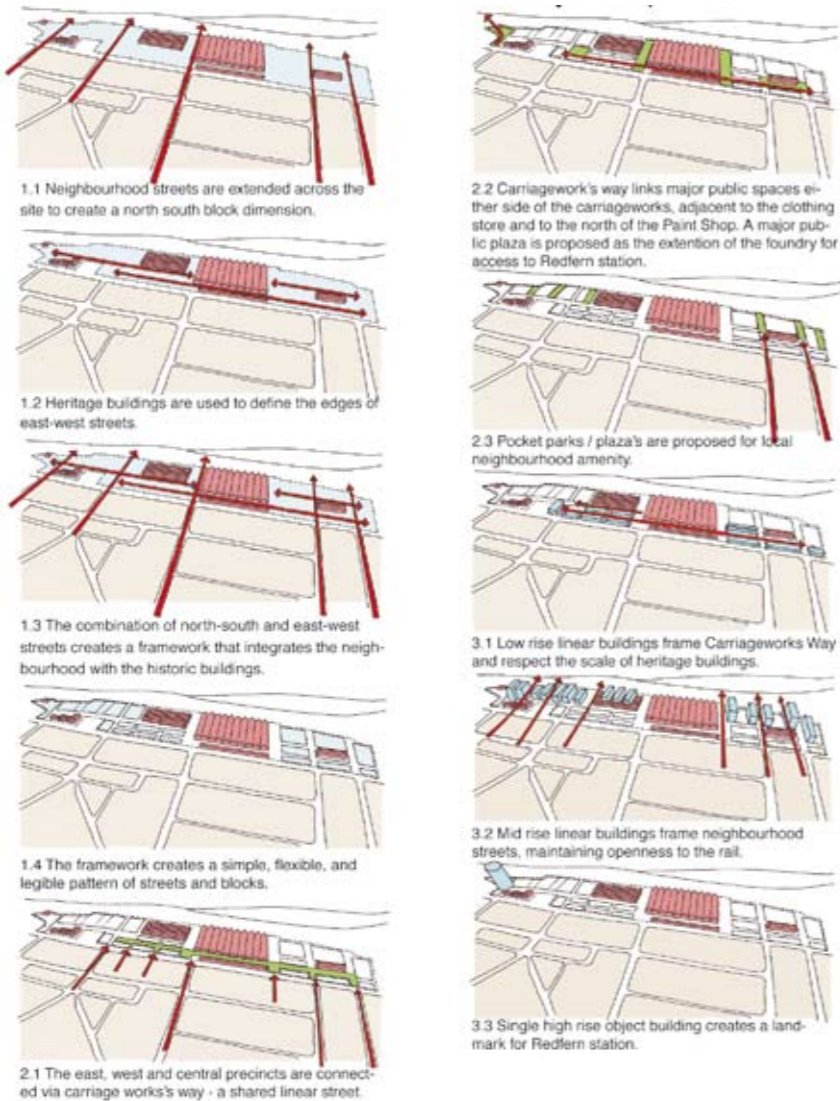 1.1 Neighbourhood streets are extended across the
site to create a north south block dimension.
1.2 Heritage buildings are used to define the edges of
east-west streets.
1.3 The combination of north-south and east-west
streets creates a framework that integrates the neigh-
bourhood with the historic buildings.
1.4 The framework creates a simple, flexible, and
legible pattern of streets and blocks.
2.1 The east, west and central precincts are connect-
ed via carriage works's way - a shared linear street.
2.2 Carriagework's way links major public spaces ei-
ther side of the carriageworks, adjacent to the clothing
store and to the north of the Paint Shop. A major pub-
lic plaza is proposed as the extention of the foundry for
access to Redfern station.
2.3 Pocket parks / plaza's are proposed for local
neighbourhood amenity.
3.1 Low rise linear buildings frame Carriageworks Way
and respect the scale of heritage buildings.
3.2 Mid rise linear buildings frame neighbourhood
streets, maintaining openness to the rail.
3.3 Single high rise object building creates a land-
mark for Redfern station.